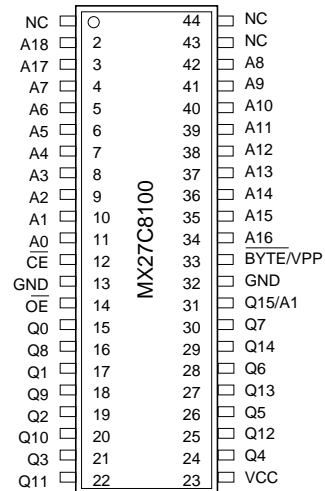 NC 44 NC
A18 2 43 NC
A17 3 42 A8
A7 4 41 A9
A6 5 40 A10
A5 6 39 A11
A4 7 38 A12
A3 8 37 A13
A2 9 36 A14
A1 10 35 A15
A0 11 34 A16
CE 12 33 BYTE/VPP
GND 13 32 GND
OE 14 31 Q15/A1
Q0 15 30 Q7
Q8 16 29 Q14
Q1 17 28 Q6
Q9 18 27 Q13
Q2 19 26 Q5
Q10 20 25 Q12
Q3 21 24 Q4
Q11 22 23 VCC
MX27C8100